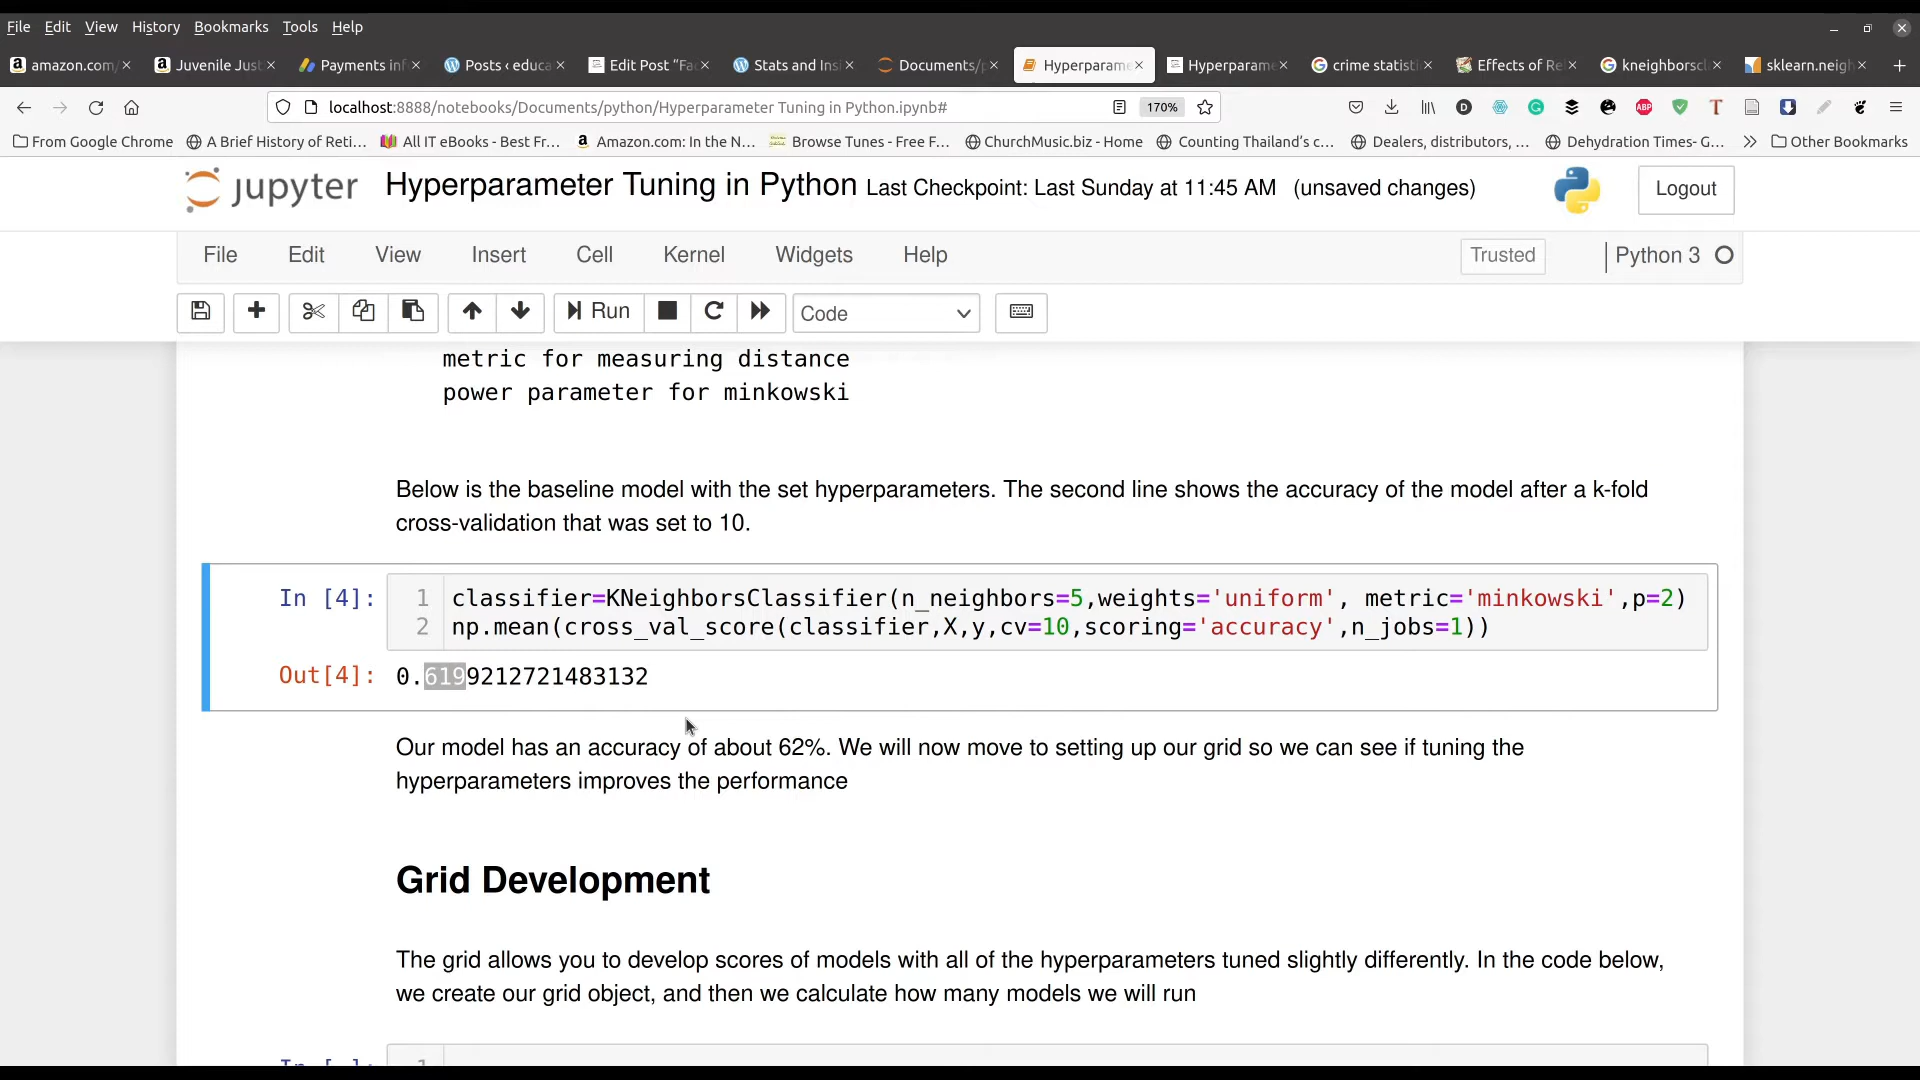 File Edit View History Bookmarks Tools Help
amazon.com/ Juvenile Just Payments inf Posts ‹ educa Edit Post “Fa Stats and Insi Documents/p Hyperparame Hyperparame crime statisti Effects of Re kneighborscl sklearn.neigh
localhost:8888/notebooks/Documents/python/Hyperparameter Tuning in Python.ipynb# 170%
From Google Chrome A Brief History of Reti... All IT eBooks - Best Fr... Amazon.com: In the N... Browse Tunes - Free F... ChurchMusic.biz - Home Counting Thailand’s c... Dealers, distributors, ... Dehydration Times- G... Other Bookmarks
jupyter Hyperparameter Tuning in Python Last Checkpoint: Last Sunday at 11:45 AM (unsaved changes) Logout
File Edit View Insert Cell Kernel Widgets Help Trusted Python 3
Run Code
metric for measuring distance
power parameter for minkowski
Below is the baseline model with the set hyperparameters. The second line shows the accuracy of the model after a k-fold
cross-validation that was set to 10.
In [4]: 1 classifier=KNeighborsClassifier(n_neighbors=5,weights='uniform', metric='minkowski',p=2)
2 np.mean(cross_val_score(classifier,X,y,cv=10,scoring='accuracy',n_jobs=1))
Out[4]: 0.6199212721483132
Our model has an accuracy of about 62%. We will now move to setting up our grid so we can see if tuning the
hyperparameters improves the performance
Grid Development
The grid allows you to develop scores of models with all of the hyperparameters tuned slightly differently. In the code below,
we create our grid object, and then we calculate how many models we will run
In [ ]: 1